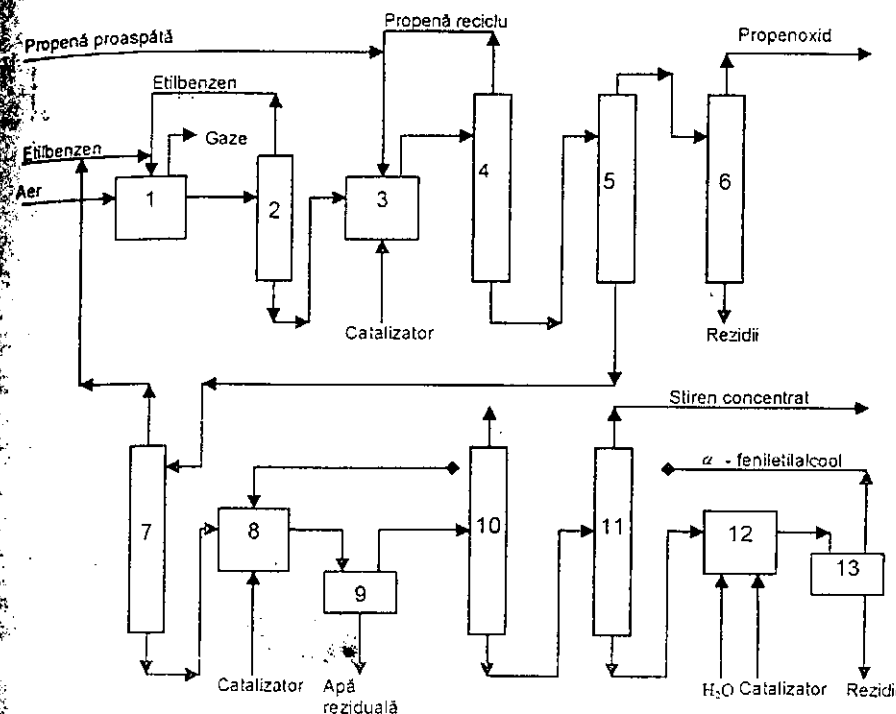 Propenă reciclu
Propenă proaspătă
Propenoxid
Etilbenzen
Gaze
Etilbenzen
Aer
1
2
3
4
5
6
Catalizator
Rezidii
Stiren concentrat
α - feniletilalcool
7
8
9
10
11
12
13
Catalizator
Apă
reziduală
H₂O Catalizator
Rezidi